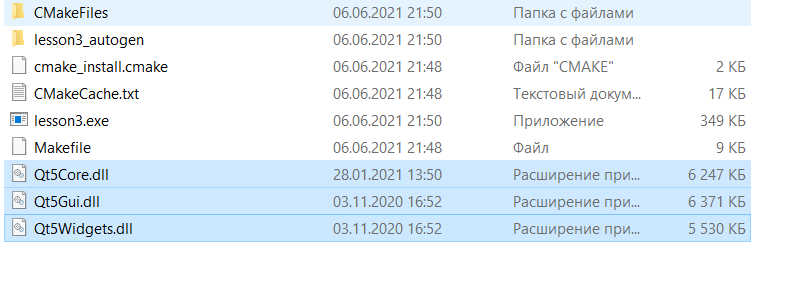 CMakeFiles 06.06.2021 21:50 Папка с файлами
lesson3_autogen 06.06.2021 21:50 Папка с файлами
cmake_install.cmake 06.06.2021 21:48 Файл "CMAKE" 2 КБ
CMakeCache.txt 06.06.2021 21:48 Текстовый докум... 17 КБ
lesson3.exe 06.06.2021 21:50 Приложение 349 КБ
Makefile 06.06.2021 21:48 Файл 9 КБ
Qt5Core.dll 28.01.2021 13:50 Расширение при... 6 247 КБ
Qt5Gui.dll 03.11.2020 16:52 Расширение при... 6 371 КБ
Qt5Widgets.dll 03.11.2020 16:52 Расширение при... 5 530 КБ